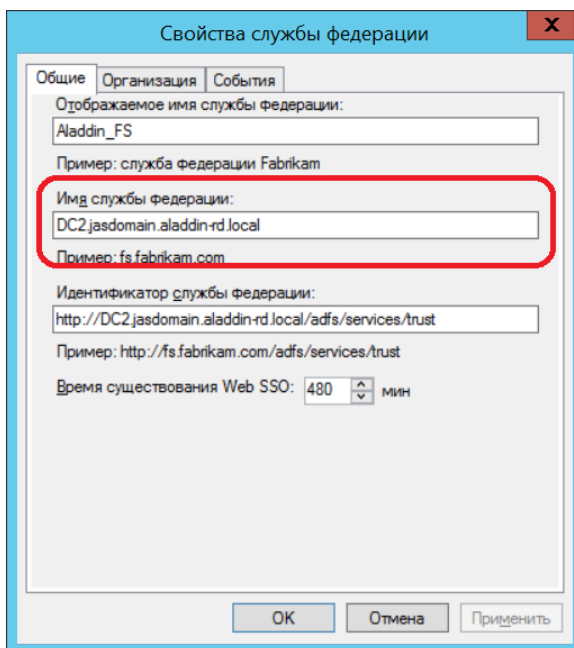 Свойства службы федерации
x
Общие Организация События
Отображаемое имя службы федерации:
Aladdin_FS
Пример: служба федерации Fabrikam
Имя службы федерации:
DC2.jasdomain.aladdin-rd.local
Пример: fs.fabrikam.com
Идентификатор службы федерации:
http://DC2.jasdomain.aladdin-rd.local/adfs/services/trust
Пример: http://fs.fabrikam.com/adfs/services/trust
Время существования Web SSO: 480 мин
OK Отмена Применить